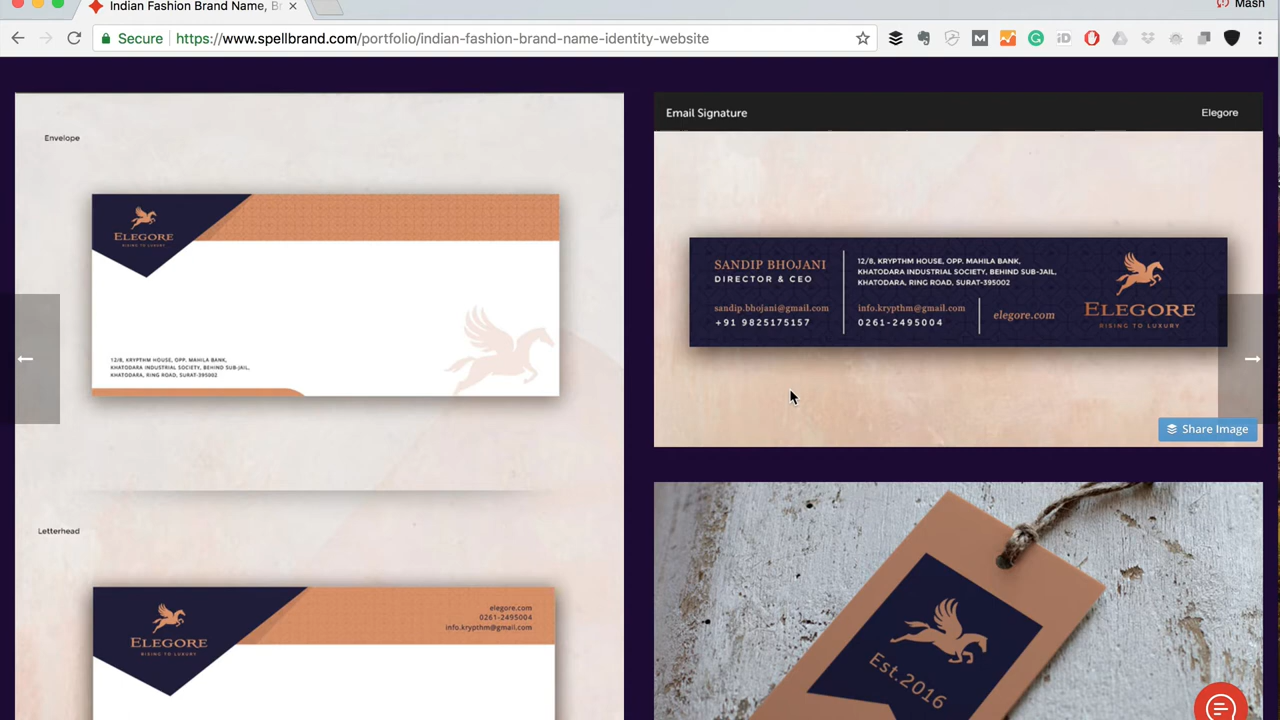 Indian Fashion Brand Name, B
Mash
Secure
https://www.spellbrand.com/portfolio/indian-fashion-brand-name-identity-website
Envelope
ELEGORE
RISING TO LUXURY
12/8, KRYPTHM HOUSE, OPP. MAHILA BANK,
KHATODARA INDUSTRIAL SOCIETY, BEHIND SUB-JAIL,
KHATODARA, RING ROAD, SURAT-395002
Letterhead
ELEGORE
RISING TO LUXURY
elegore.com
0261-2495004
info.krypthm@gmail.com
Email Signature
Elegore
SANDIP BHOJANI
DIRECTOR & CEO
sandip.bhojani@gmail.com
+91 9825175157
12/8, KRYPTHM HOUSE, OPP. MAHILA BANK,
KHATODARA INDUSTRIAL SOCIETY, BEHIND SUB-JAIL,
KHATODARA, RING ROAD, SURAT-395002
info.krypthm@gmail.com
0261-2495004
elegore.com
ELEGORE
RISING TO LUXURY
Share Image
Est.2016